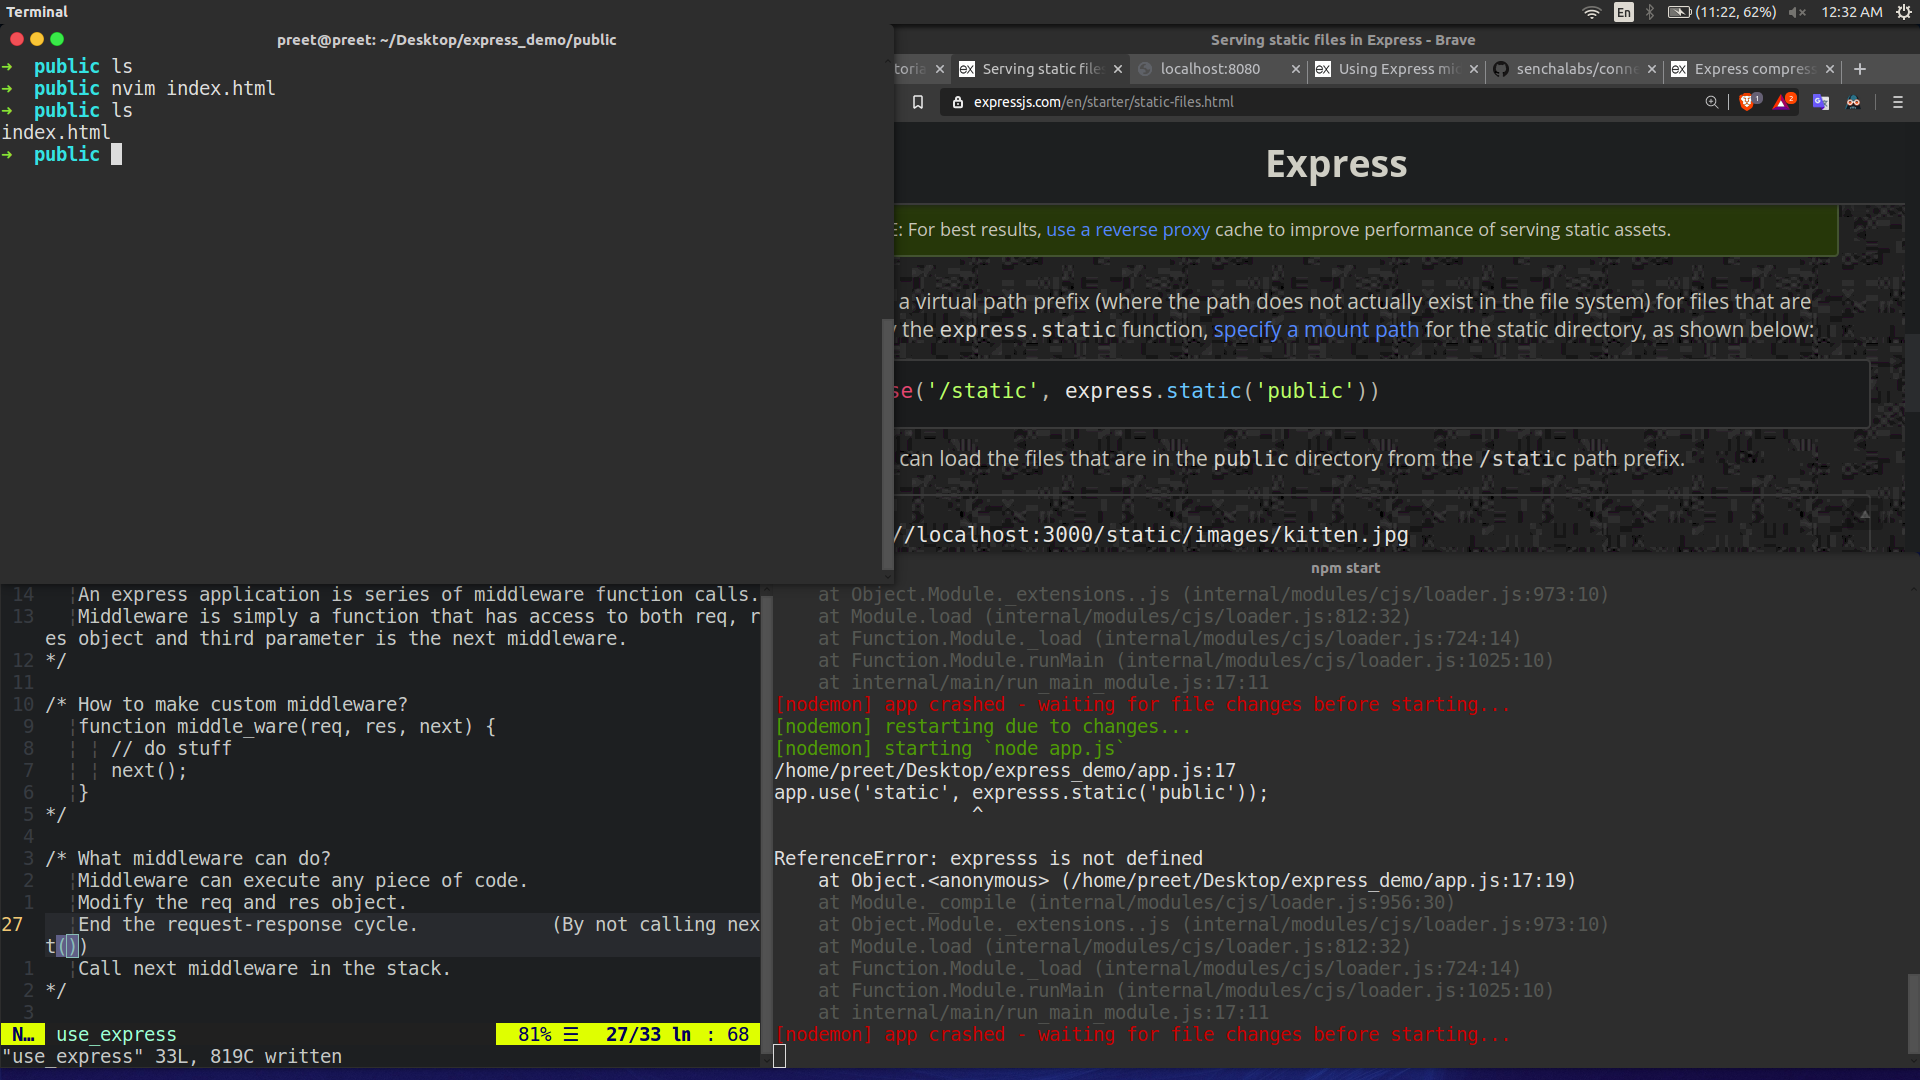 Terminal
En
(11:22, 62%)
12:32 AM
preet@preet: ~/Desktop/express_demo/public
➜  public ls
➜  public nvim index.html
➜  public ls
index.html
➜  public
Serving static files in Express - Brave
toria × Serving static file × localhost:8080 × Using Express mi × senchalabs/conne × Express compress × +
expressjs.com/en/starter/static-files.html
1
2
Express
E: For best results, use a reverse proxy cache to improve performance of serving static assets.
a virtual path prefix (where the path does not actually exist in the file system) for files that are
the express.static function, specify a mount path for the static directory, as shown below:
se('/static', express.static('public'))
can load the files that are in the public directory from the /static path prefix.
//localhost:3000/static/images/kitten.jpg
14 An express application is series of middleware function calls.
13 Middleware is simply a function that has access to both req, r
es object and third parameter is the next middleware.
12 */
11
10 /* How to make custom middleware?
9 function middle_ware(req, res, next) {
8 // do stuff
7 next();
6 }
5 */
4
3 /* What middleware can do?
2 Middleware can execute any piece of code.
1 Modify the req and res object.
27 End the request-response cycle. (By not calling nex
t())
1 Call next middleware in the stack.
2 */
3
N… use_express 81% ☰ 27/33 ln : 68
"use_express" 33L, 819C written
npm start
at Object.Module._extensions..js (internal/modules/cjs/loader.js:973:10)
at Module.load (internal/modules/cjs/loader.js:812:32)
at Function.Module._load (internal/modules/cjs/loader.js:724:14)
at Function.Module.runMain (internal/modules/cjs/loader.js:1025:10)
at internal/main/run_main_module.js:17:11
[nodemon] app crashed - waiting for file changes before starting...
[nodemon] restarting due to changes...
[nodemon] starting `node app.js`
/home/preet/Desktop/express_demo/app.js:17
app.use('static', expresss.static('public'));
^
ReferenceError: expresss is not defined
at Object.<anonymous> (/home/preet/Desktop/express_demo/app.js:17:19)
at Module._compile (internal/modules/cjs/loader.js:956:30)
at Object.Module._extensions..js (internal/modules/cjs/loader.js:973:10)
at Module.load (internal/modules/cjs/loader.js:812:32)
at Function.Module._load (internal/modules/cjs/loader.js:724:14)
at Function.Module.runMain (internal/modules/cjs/loader.js:1025:10)
at internal/main/run_main_module.js:17:11
[nodemon] app crashed - waiting for file changes before starting...